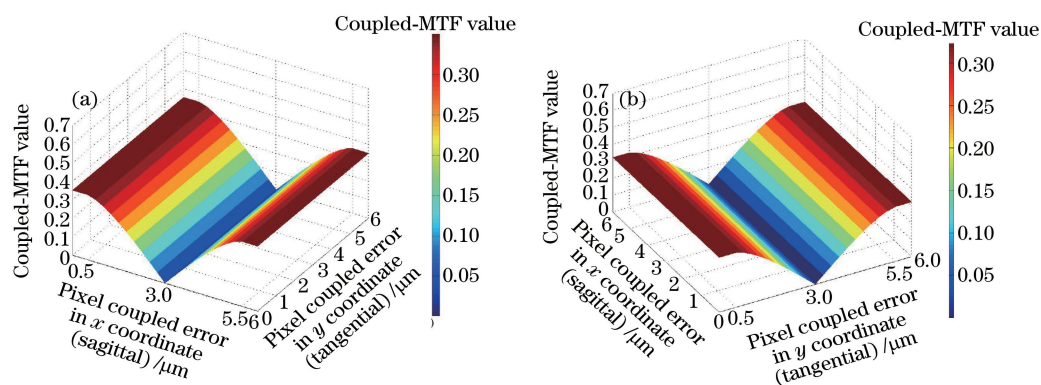 Coupled-MTF value
0.30
0.25
0.20
0.15
0.10
0.05
)
(a)
Coupled-MTF value
0.7
0.6
0.5
0.4
0.3
0.2
0.1
0
0.5
3.0
5.5
6
0
1
2
3
4
5
6
Pixel coupled error
in x coordinate
(sagittal) /μm
Pixel coupled error
in y coordinate
(tangential) /μm
Coupled-MTF value
0.30
0.25
0.20
0.15
0.10
0.05
(b)
Coupled-MTF value
0.7
0.6
0.5
0.4
0.3
0.2
0.1
0
6
5
4
3
2
1
0
0.5
3.0
5.5
6.0
Pixel coupled error
in x coordinate
(sagittal) /μm
Pixel coupled error
in y coordinate
(tangential) /μm